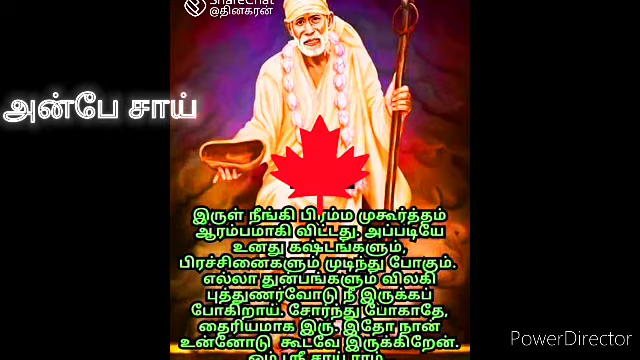 ShareChat
@தினகரன்
அன்பே சாய்
இருள் நீங்கி பிரம்ம முகூர்த்தம்
ஆரம்பமாகி விட்டது. அப்படியே
உனது கஷ்டங்களும்,
பிரச்சினைகளும் முடிந்து போகும்.
எல்லா துன்பங்களும் விலகி
புத்துணர்வோடு நீ இருக்கப்
போகிறாய். சோர்ந்து போகாதே,
தைரியமாக இரு. இதோ நான்
உன்னோடு கூடவே இருக்கிறேன்.
ஓம் ஸ்ரீ சாய் ராம்
PowerDirector